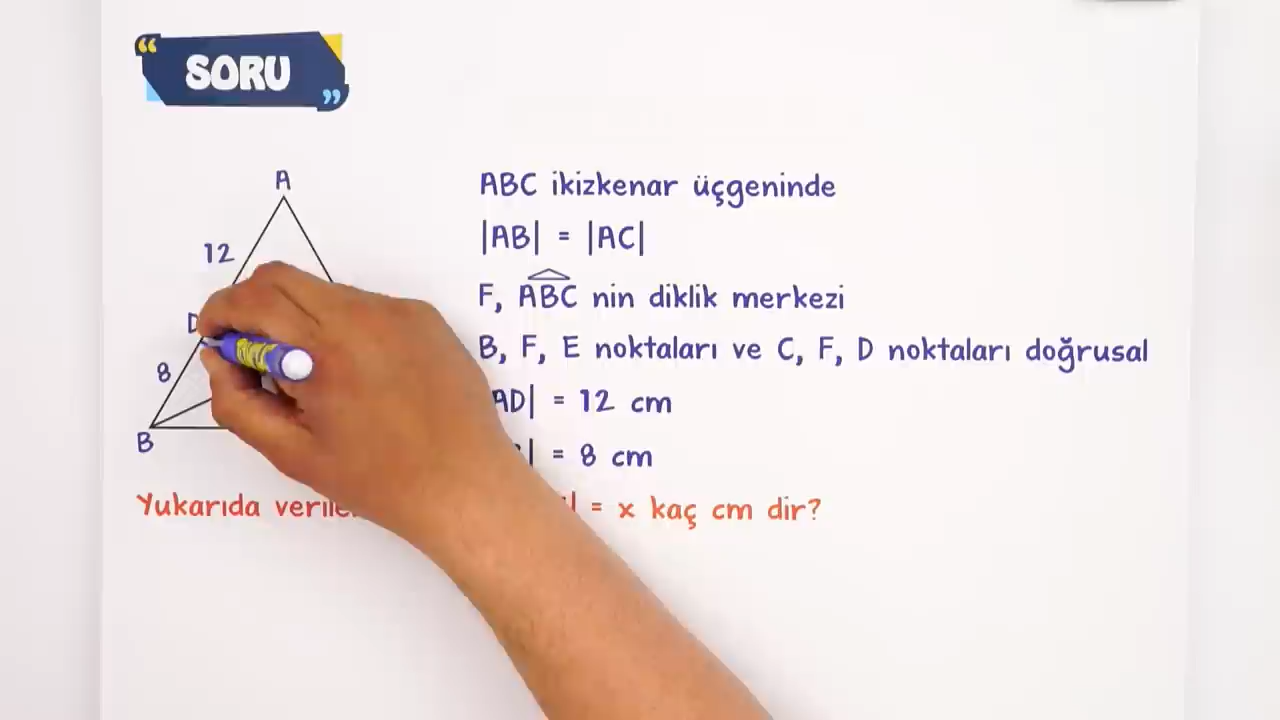 “ SORU ”
A
ABC ikizkenar üçgeninde
12
|AB| = |AC|
F, ABC nin diklik merkezi
D
B, F, E noktaları ve C, F, D noktaları doğrusal
8
AD| = 12 cm
B
| = 8 cm
Yukarıda | = x kaç cm dir?